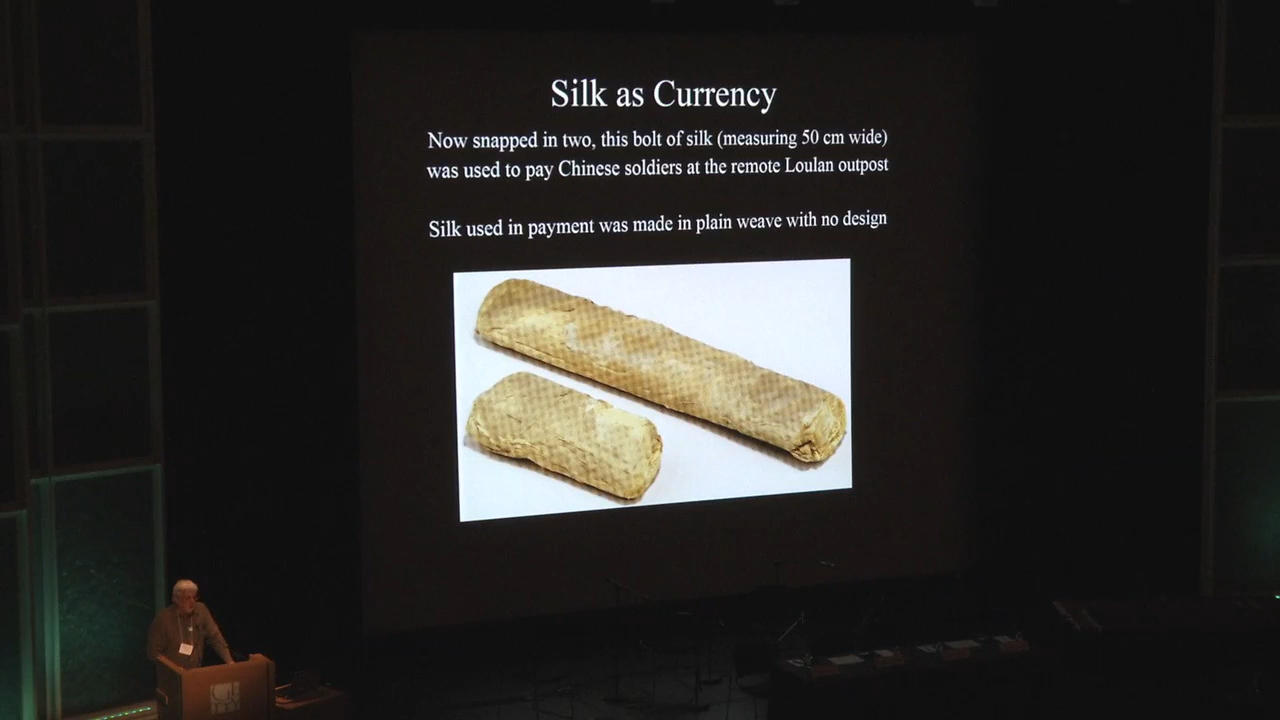 Silk as Currency
Now snapped in two, this bolt of silk (measuring 50 cm wide)
was used to pay Chinese soldiers at the remote Loulan outpost
Silk used in payment was made in plain weave with no design